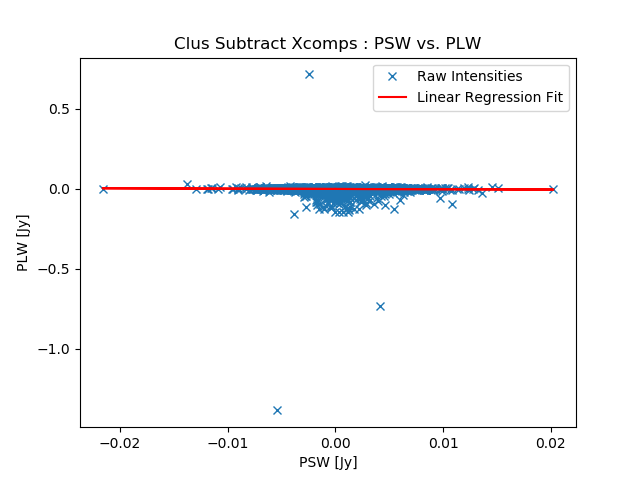 Clus Subtract Xcomps : PSW vs. PLW
Raw Intensities
Linear Regression Fit
0.5
0.0
−0.5
−1.0
PLW [Jy]
−0.02
−0.01
0.00
0.01
0.02
PSW [Jy]